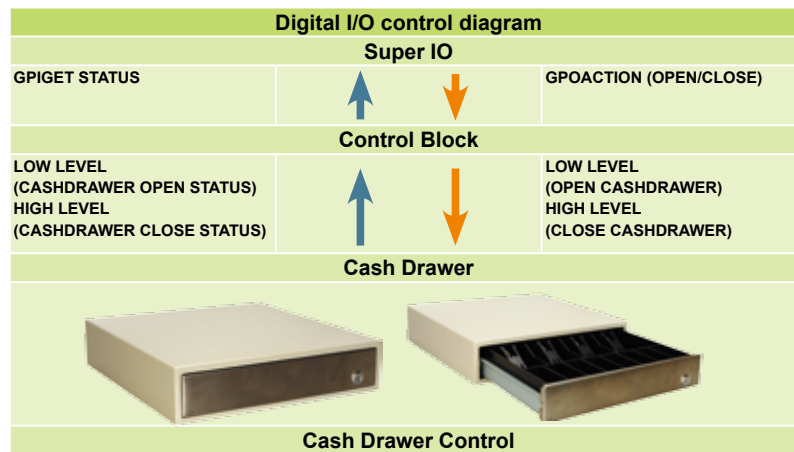 Digital I/O control diagram
Super IO
GPIGET STATUS
GPOACTION (OPEN/CLOSE)
Control Block
LOW LEVEL
(CASHDRAWER OPEN STATUS)
HIGH LEVEL
(CASHDRAWER CLOSE STATUS)
LOW LEVEL
(OPEN CASHDRAWER)
HIGH LEVEL
(CLOSE CASHDRAWER)
Cash Drawer
Cash Drawer Control